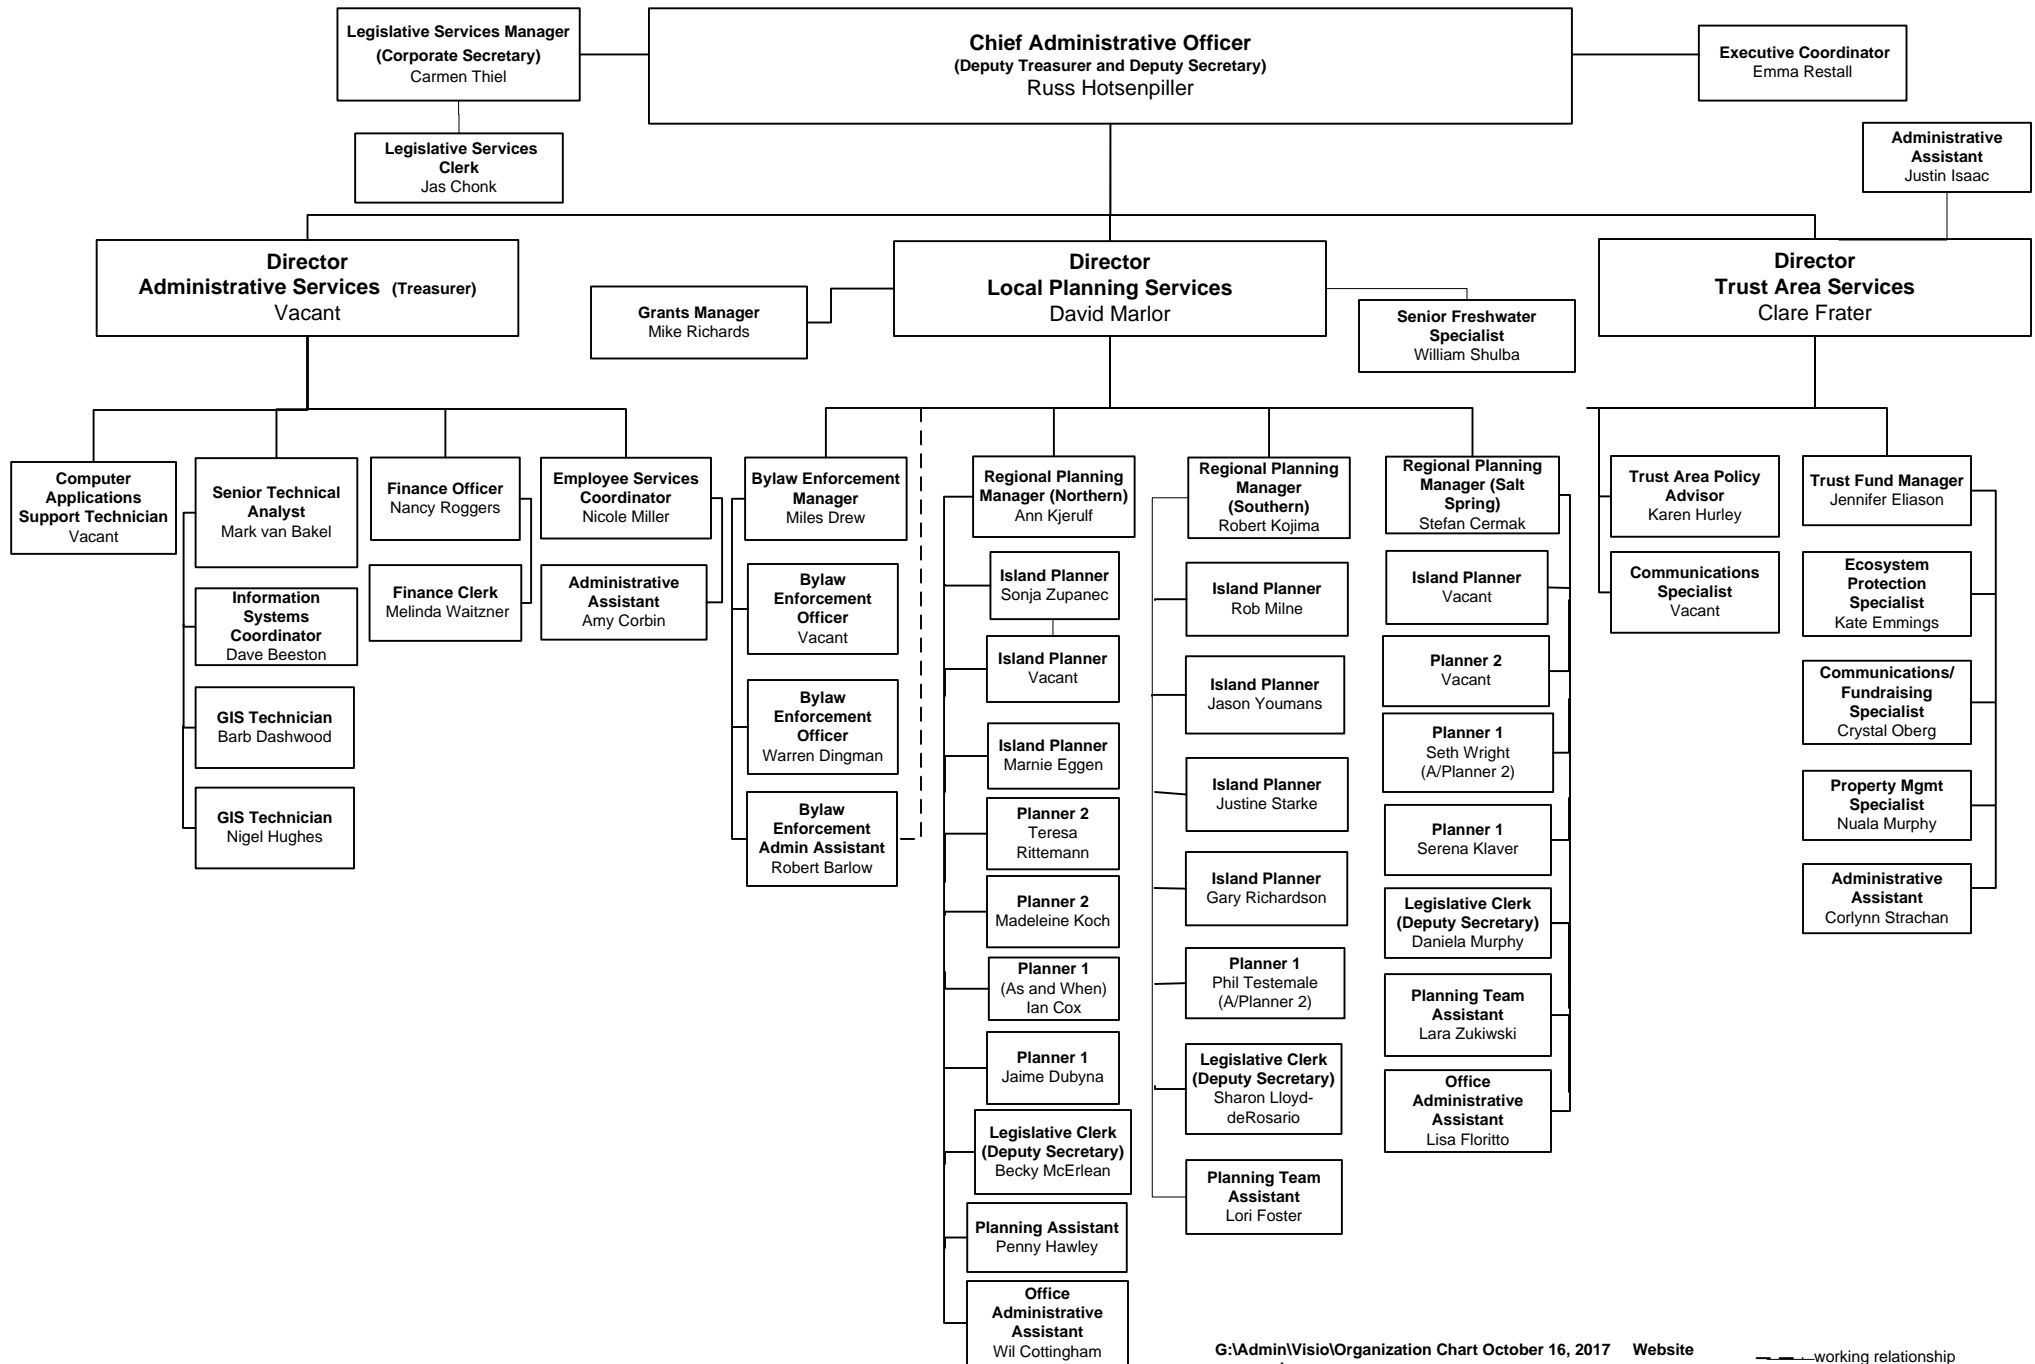 Legislative Services Manager
(Corporate Secretary)
Carmen Thiel
Chief Administrative Officer
(Deputy Treasurer and Deputy Secretary)
Russ Hotsenpiller
Executive Coordinator
Emma Restall
Legislative Services
Clerk
Jas Chonk
Administrative
Assistant
Justin Isaac
Director
Administrative Services (Treasurer)
Vacant
Grants Manager
Mike Richards
Director
Local Planning Services
David Marlor
Senior Freshwater
Specialist
William Shulba
Director
Trust Area Services
Clare Frater
Computer
Applications
Support Technician
Vacant
Senior Technical
Analyst
Mark van Bakel
Information
Systems
Coordinator
Dave Beeston
GIS Technician
Barb Dashwood
GIS Technician
Nigel Hughes
Finance Officer
Nancy Roggers
Finance Clerk
Melinda Waitzner
Employee Services
Coordinator
Nicole Miller
Administrative
Assistant
Amy Corbin
Bylaw Enforcement
Manager
Miles Drew
Bylaw
Enforcement
Officer
Vacant
Bylaw
Enforcement
Officer
Warren Dingman
Bylaw
Enforcement
Admin Assistant
Robert Barlow
Regional Planning
Manager (Northern)
Ann Kjerulf
Island Planner
Sonja Zupanec
Island Planner
Vacant
Island Planner
Marnie Eggen
Planner 2
Teresa
Rittemann
Planner 2
Madeleine Koch
Planner 1
(As and When)
Ian Cox
Planner 1
Jaime Dubyna
Legislative Clerk
(Deputy Secretary)
Becky McErlean
Planning Assistant
Penny Hawley
Office
Administrative
Assistant
Wil Cottingham
Regional Planning
Manager
(Southern)
Robert Kojima
Island Planner
Rob Milne
Island Planner
Jason Youmans
Island Planner
Justine Starke
Island Planner
Gary Richardson
Planner 1
Phil Testemale
(A/Planner 2)
Legislative Clerk
(Deputy Secretary)
Sharon Lloyd-
deRosario
Planning Team
Assistant
Lori Foster
Regional Planning
Manager (Salt
Spring)
Stefan Cermak
Island Planner
Vacant
Planner 2
Vacant
Planner 1
Seth Wright
(A/Planner 2)
Planner 1
Serena Klaver
Legislative Clerk
(Deputy Secretary)
Daniela Murphy
Planning Team
Assistant
Lara Zukiwski
Office
Administrative
Assistant
Lisa Floritto
Trust Area Policy
Advisor
Karen Hurley
Communications
Specialist
Vacant
Trust Fund Manager
Jennifer Eliason
Ecosystem
Protection
Specialist
Kate Emmings
Communications/
Fundraising
Specialist
Crystal Oberg
Property Mgmt
Specialist
Nuala Murphy
Administrative
Assistant
Corlynn Strachan
G:\Admin\Visio\Organization Chart October 16, 2017 Website
working relationship